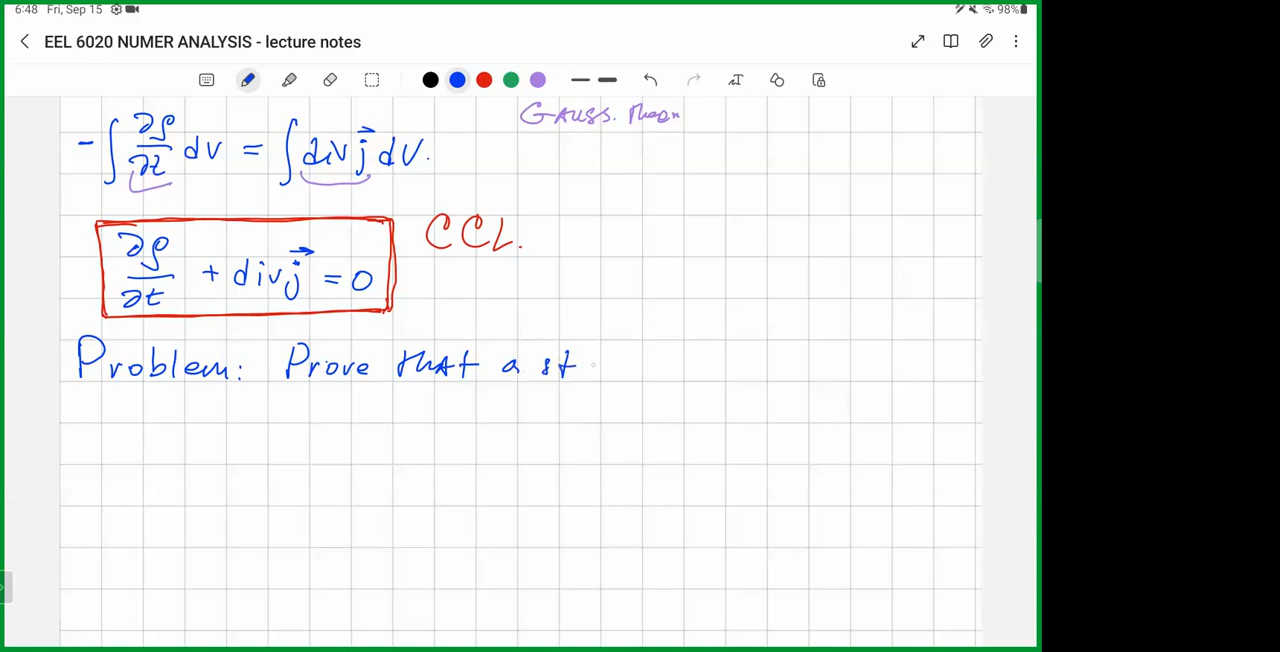 6:48 Fri, Sep 15 98%
EEL 6020 NUMER ANALYSIS - lecture notes
GAUSS. Theor
-∫ ∂ρ/∂t dV = ∫ div j⃗ dV.
∂ρ/∂t + div j⃗ = 0 CCL.
Problem: Prove that a st